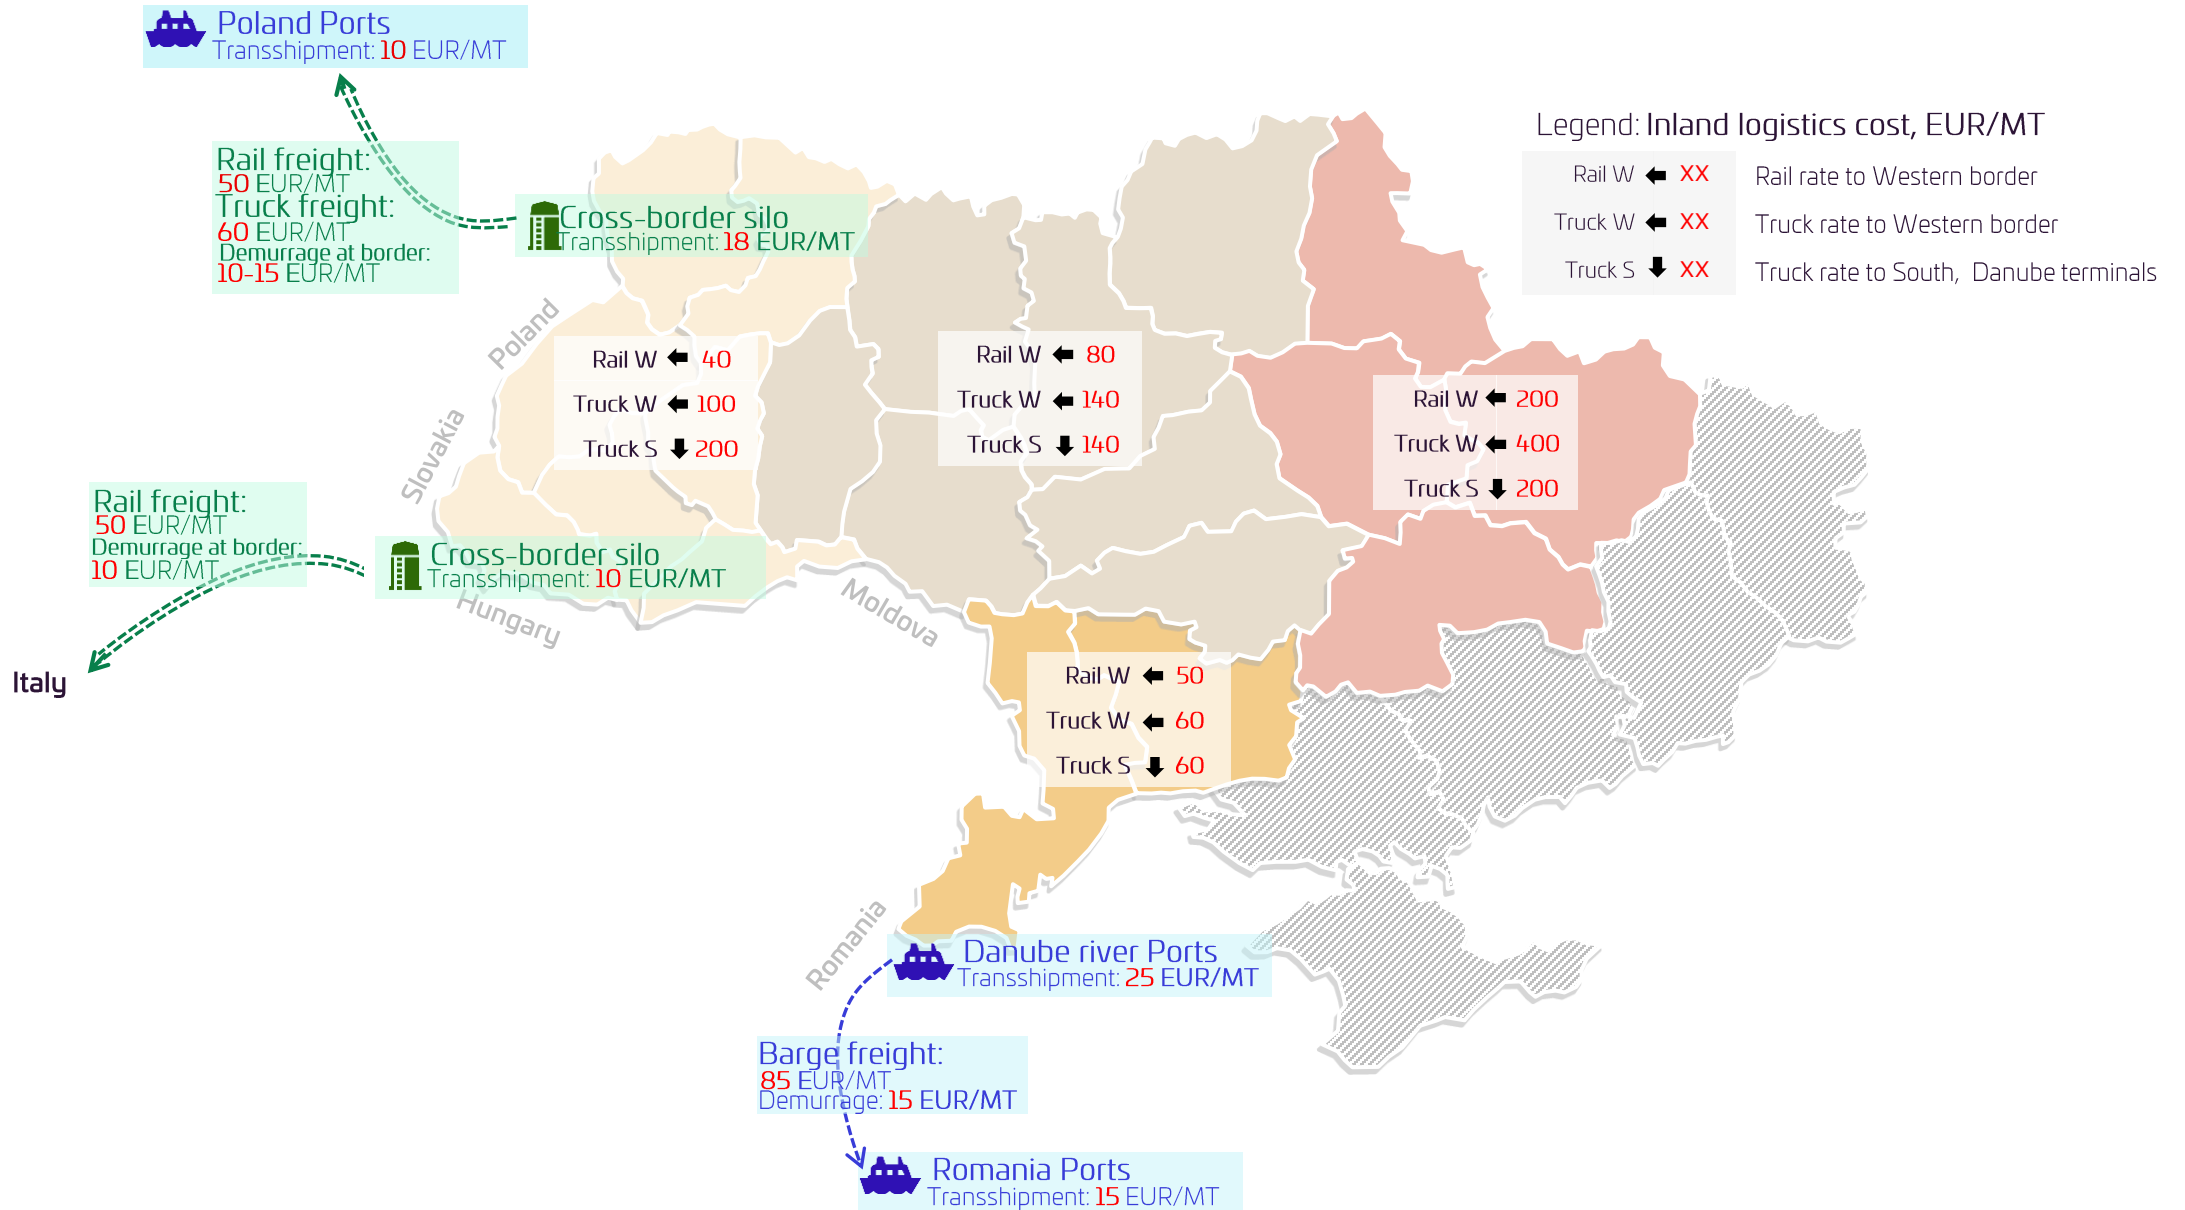 Poland Ports
Transshipment: 10 EUR/MT
Legend: Inland logistics cost, EUR/MT
Rail W XX Rail rate to Western border
Truck W XX Truck rate to Western border
Truck S XX Truck rate to South, Danube terminals
Rail freight:
50 EUR/MT
Truck freight:
60 EUR/MT
Demurrage at border:
10-15 EUR/MT
Cross-border silo
Transshipment: 18 EUR/MT
Poland
Slovakia
Hungary
Moldova
Romania
Rail W 40
Truck W 100
Truck S 200
Rail W 80
Truck W 140
Truck S 140
Rail W 200
Truck W 400
Truck S 200
Rail freight:
50 EUR/MT
Demurrage at border:
10 EUR/MT
Cross-border silo
Transshipment: 10 EUR/MT
Italy
Rail W 50
Truck W 60
Truck S 60
Danube river Ports
Transshipment: 25 EUR/MT
Barge freight:
85 EUR/MT
Demurrage: 15 EUR/MT
Romania Ports
Transshipment: 15 EUR/MT